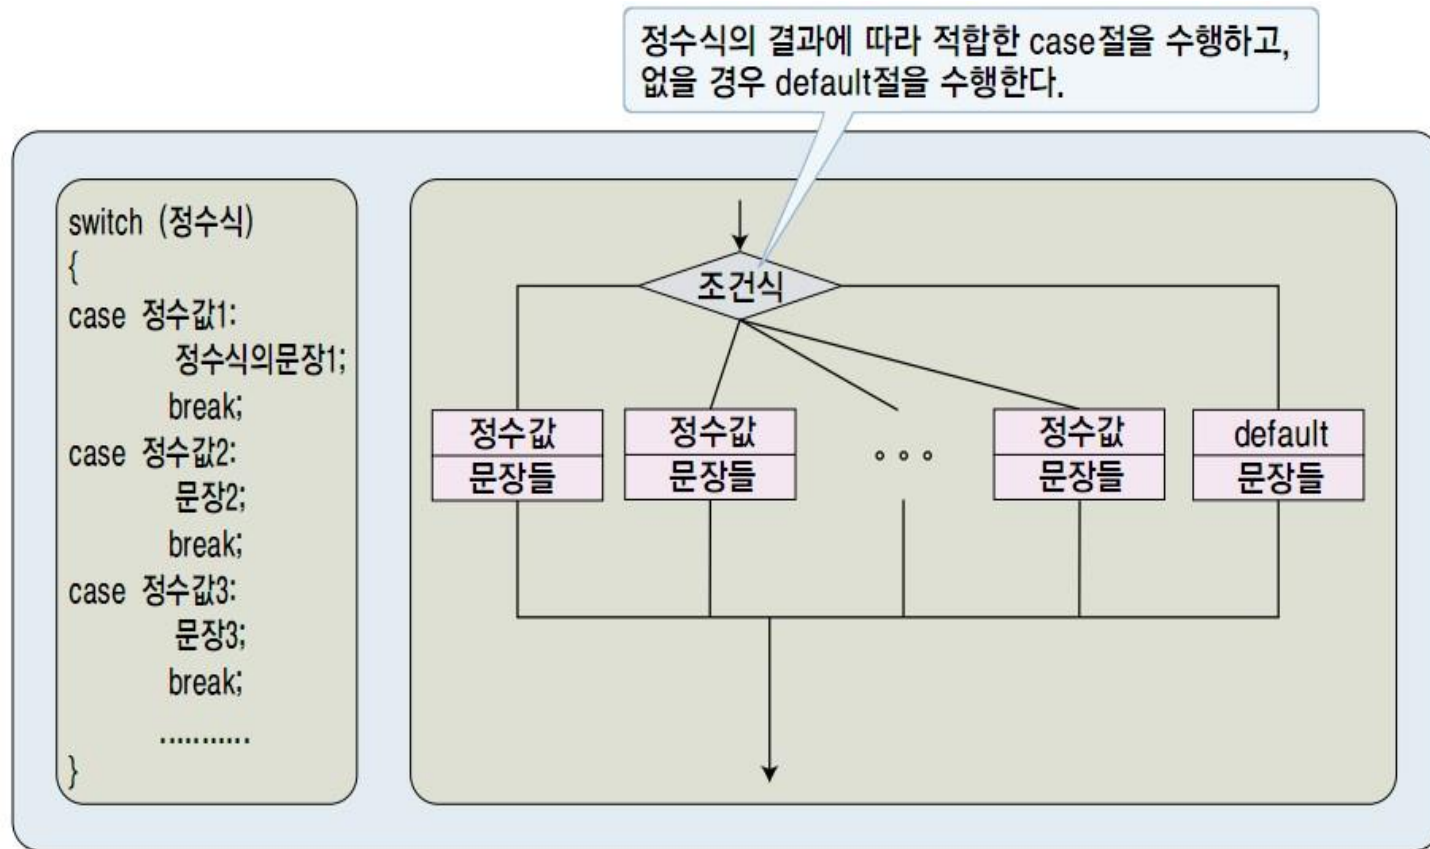 정수식의 결과에 따라 적합한 case절을 수행하고,
없을 경우 default절을 수행한다.
switch (정수식)
{
case 정수값1:
정수식의문장1;
break;
case 정수값2:
문장2;
break;
case 정수값3:
문장3;
break;
...........
}
조건식
정수값
문장들
정수값
문장들
정수값
문장들
default
문장들